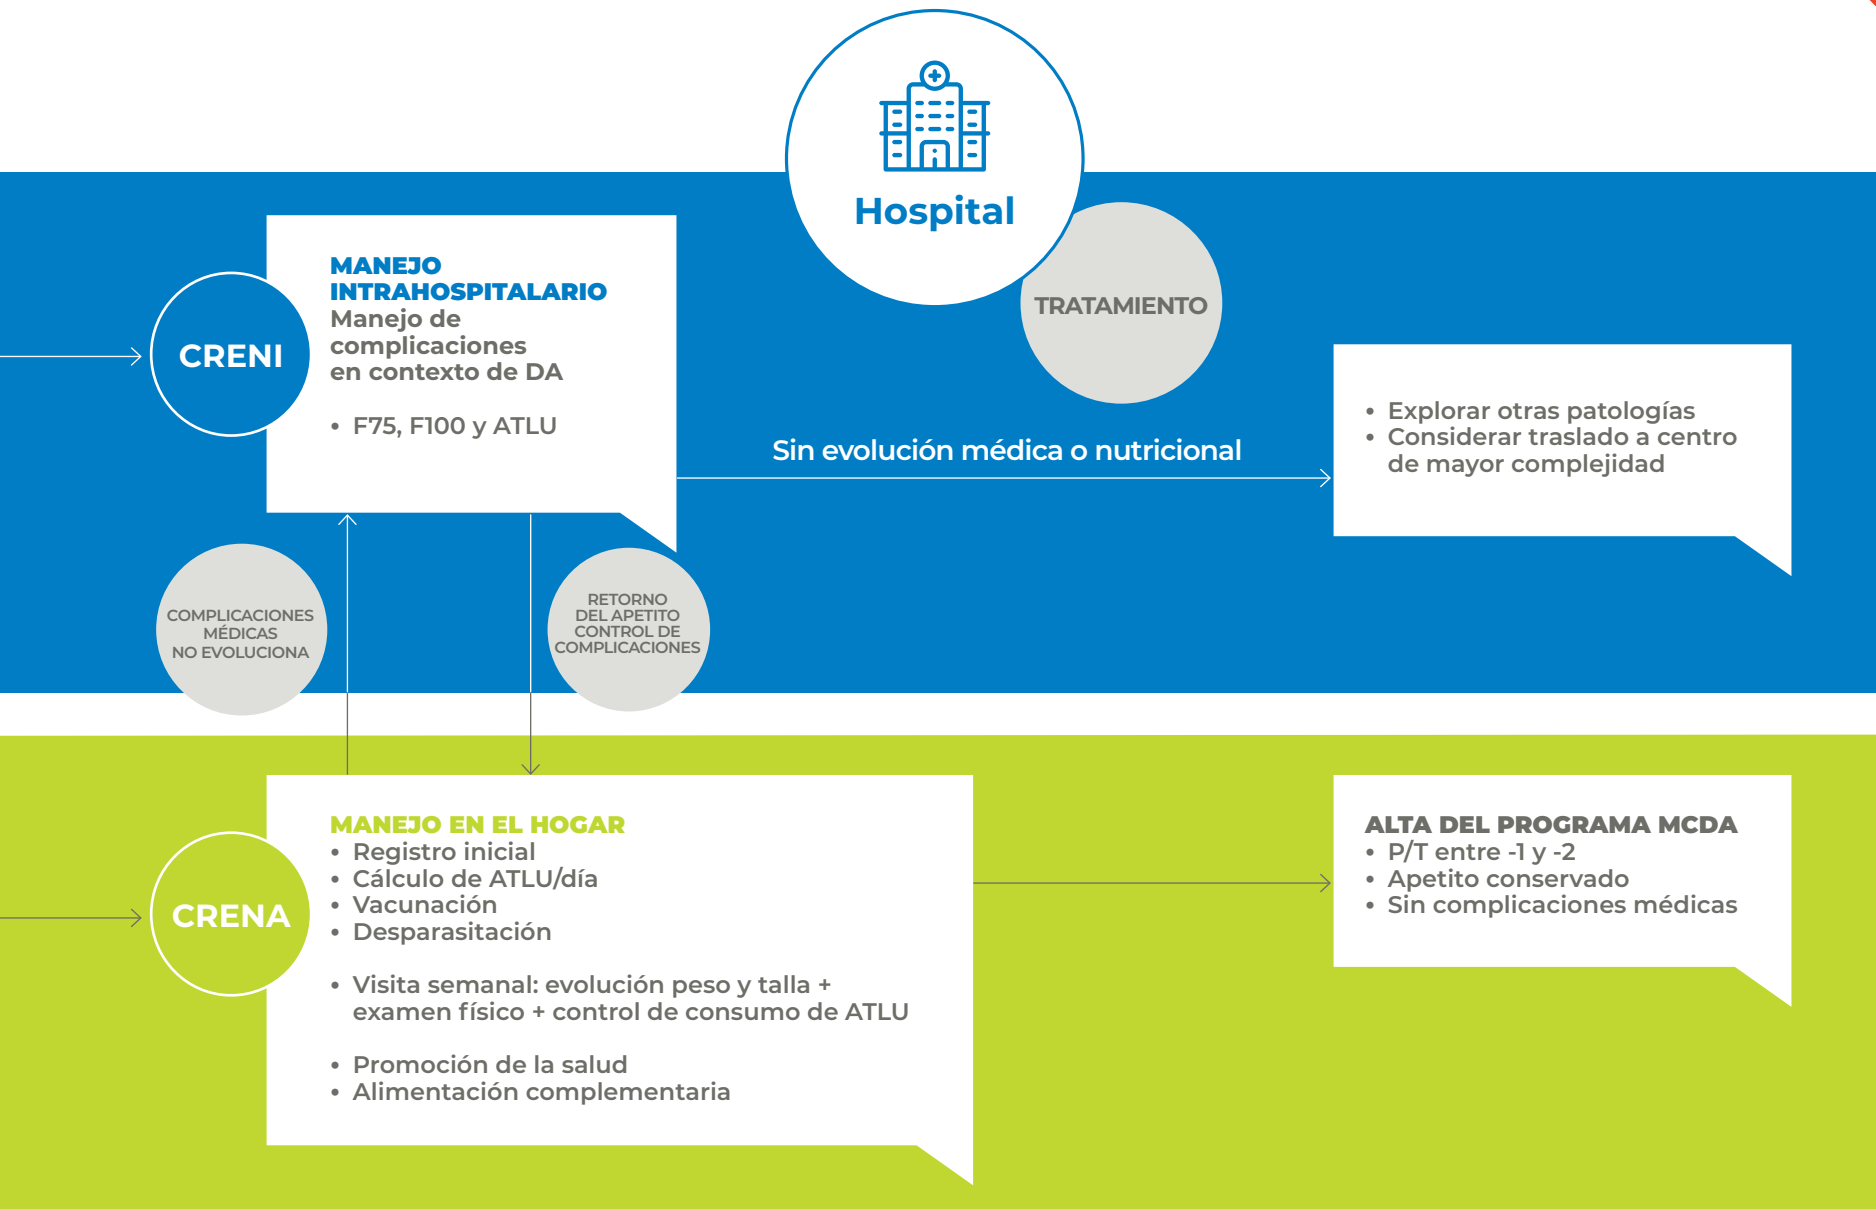 Hospital
TRATAMIENTO
CRENI
MANEJO
INTRAHOSPITALARIO
Manejo de
complicaciones
en contexto de DA
• F75, F100 y ATLU
Sin evolución médica o nutricional
• Explorar otras patologías
• Considerar traslado a centro
de mayor complejidad
COMPLICACIONES
MÉDICAS
NO EVOLUCIONA
RETORNO
DEL APETITO
CONTROL DE
COMPLICACIONES
CRENA
MANEJO EN EL HOGAR
• Registro inicial
• Cálculo de ATLU/día
• Vacunación
• Desparasitación
• Visita semanal: evolución peso y talla +
examen físico + control de consumo de ATLU
• Promoción de la salud
• Alimentación complementaria
ALTA DEL PROGRAMA MCDA
• P/T entre -1 y -2
• Apetito conservado
• Sin complicaciones médicas